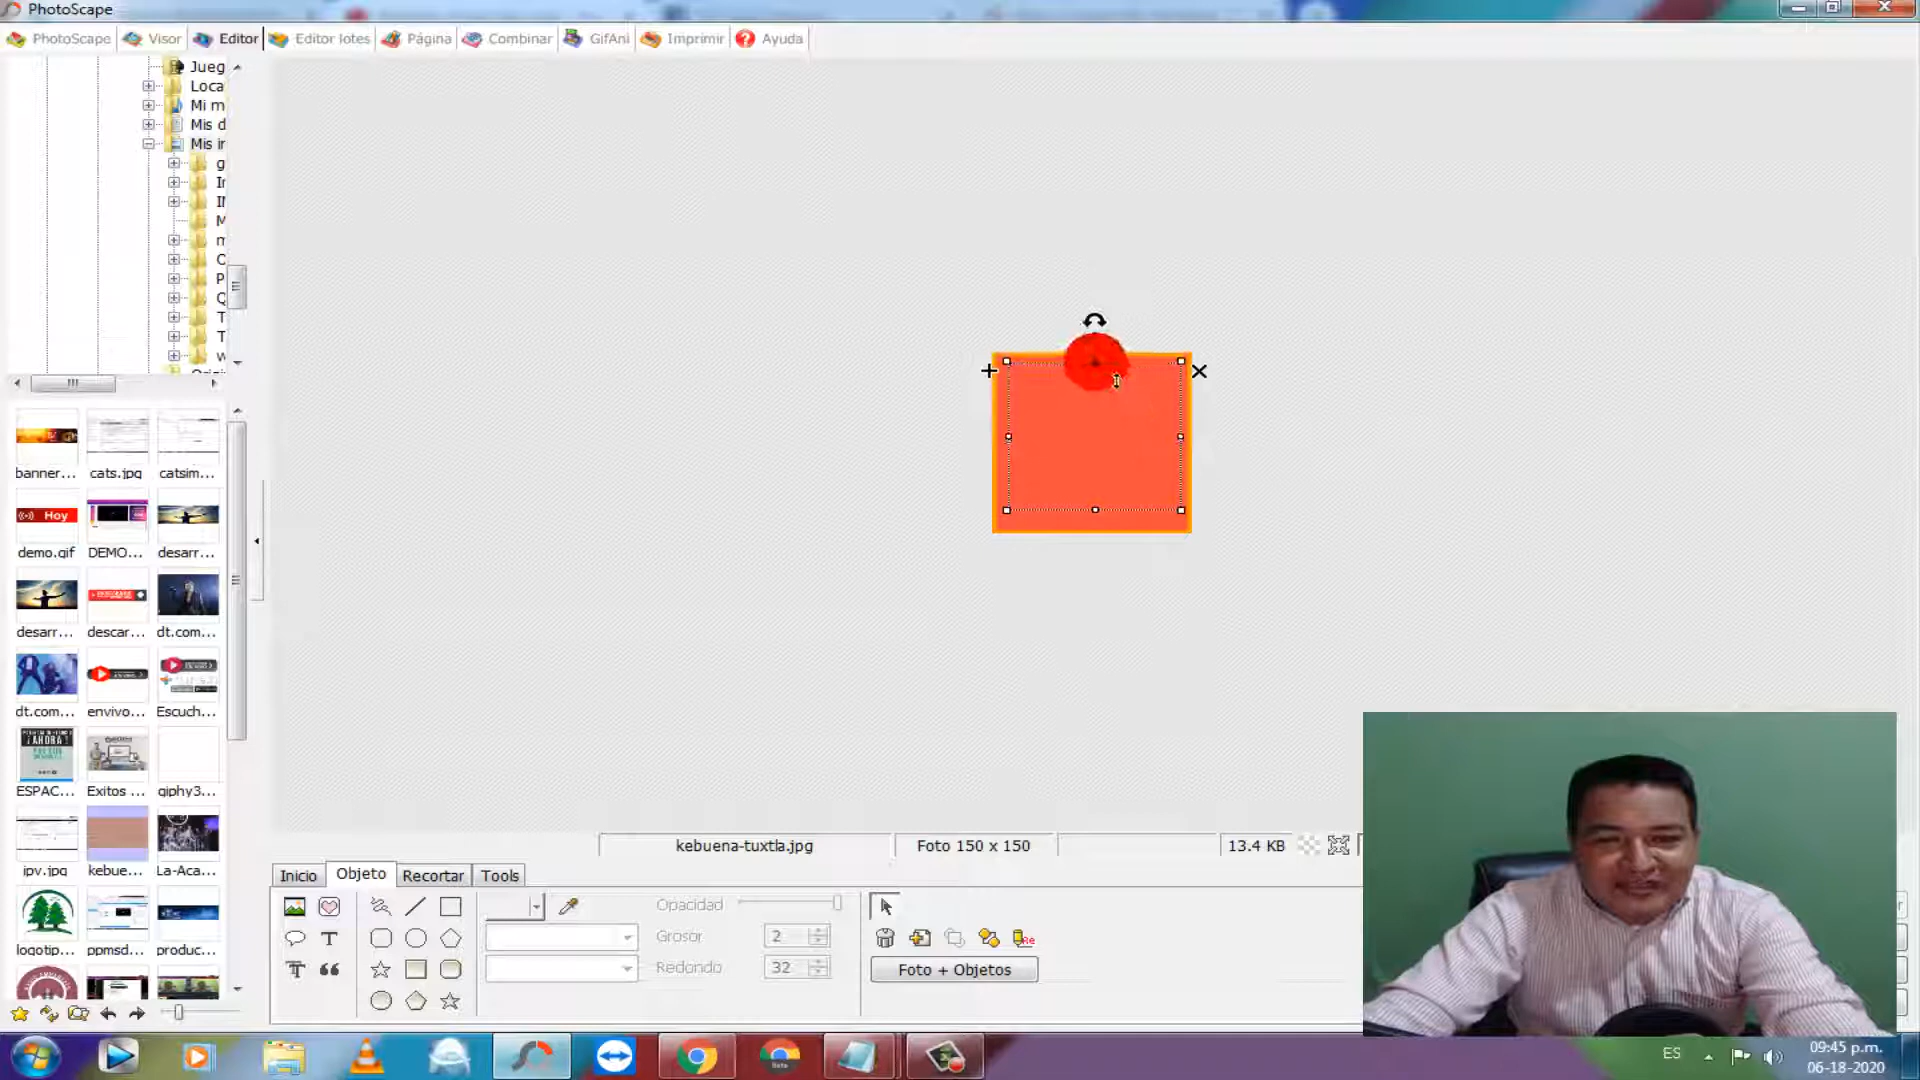 PhotoScape
PhotoScape
Visor
Editor
Editor lotes
Página
Combinar
GifAni
Imprimir
Ayuda
Jueg
Loca
Mi m
Mis d
Mis ir
banner...
cats.jpg
catsim...
Hoy
demo.gif
DEMO...
desarr...
desarr...
descar...
dt.com...
dt.com...
envivo...
Escuch...
¡AHORA!
ESPAC...
Exitos ...
giphy3...
ipv.jpg
kebue...
La-Aca...
logotip...
ppmsd...
produc...
kebuena-tuxtla.jpg
Foto 150 x 150
13.4 KB
Inicio
Objeto
Recortar
Tools
Opacidad
Grosor
2
Redondo
32
Re
Foto + Objetos
ES
09:45 p.m.
06-18-2020